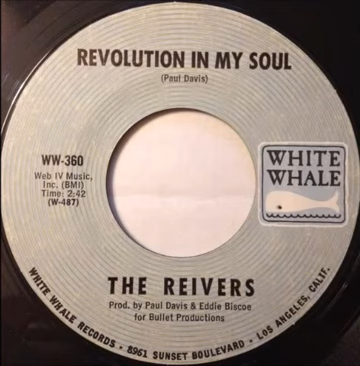 REVOLUTION IN MY SOUL
(Paul Davis)
WW-360
Web IV Music,
Inc. (BMI)
Time: 2:42
(W-487)
WHITE
WHALE
THE REIVERS
Prod. by Paul Davis & Eddie Biscoe
for Bullet Productions
WHITE WHALE RECORDS • 8961 SUNSET BOULEVARD • LOS ANGELES, CALIF.